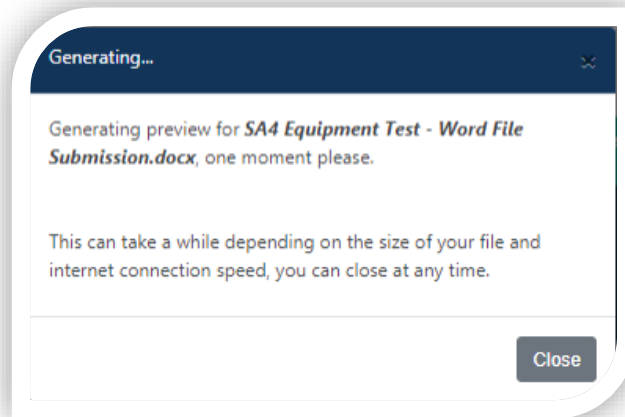 Generating...
Generating preview for SA4 Equipment Test - Word File
Submission.docx, one moment please.
This can take a while depending on the size of your file and
internet connection speed, you can close at any time.
Close